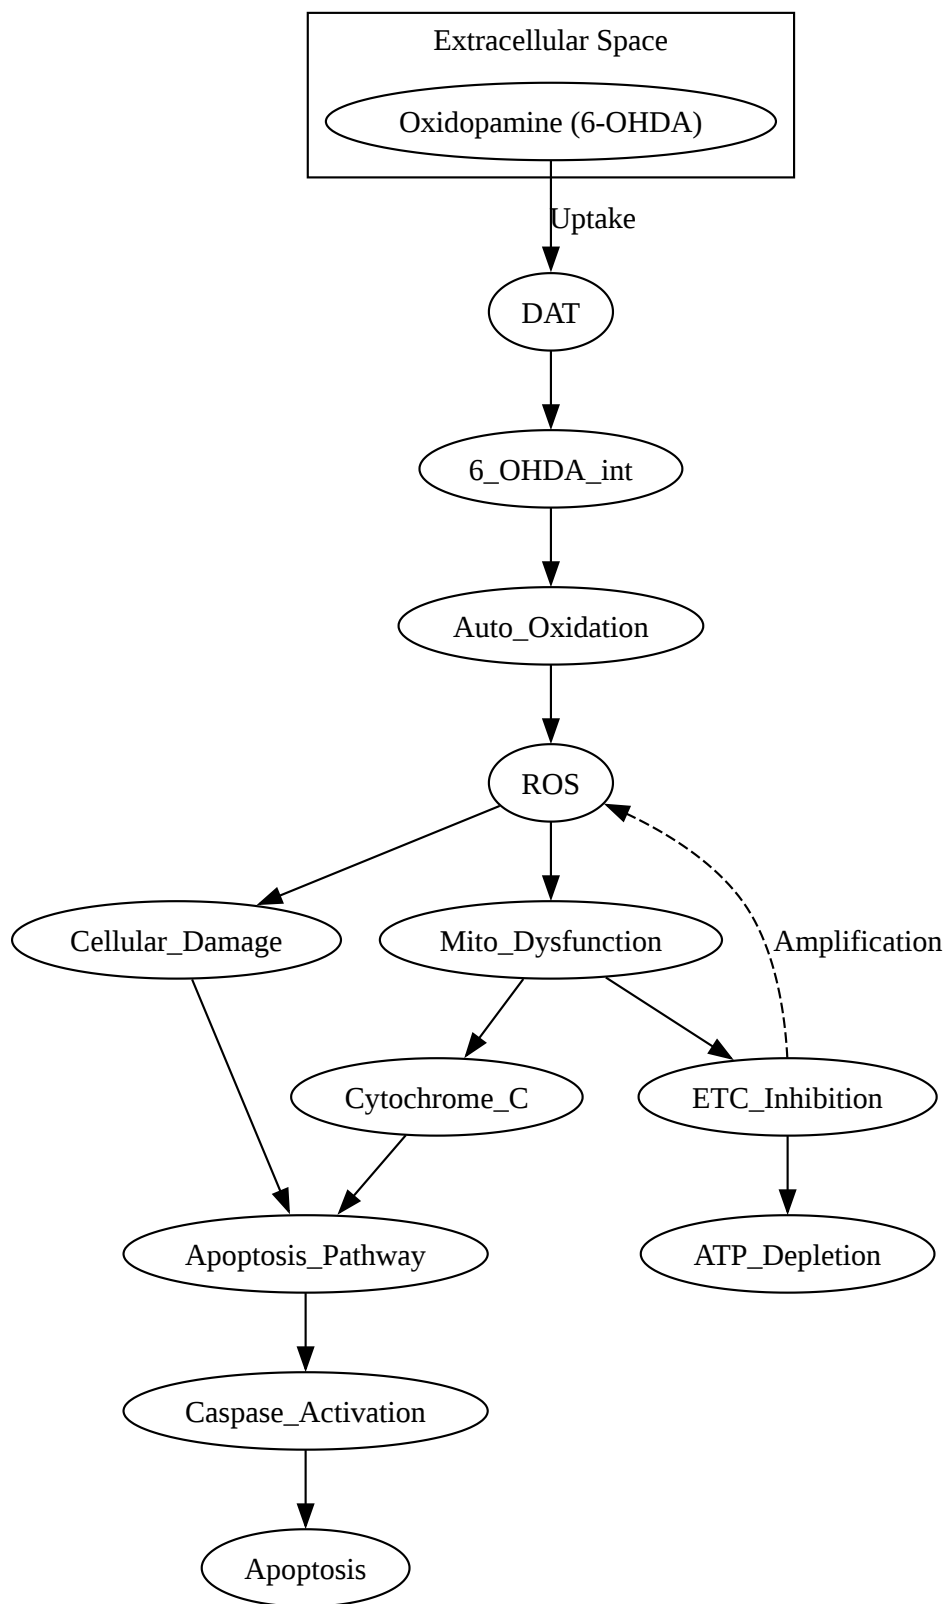 Extracellular Space
Oxidopamine (6-OHDA)
Uptake
DAT
6_OHDA_int
Auto_Oxidation
ROS
Cellular_Damage
Mito_Dysfunction
Amplification
Cytochrome_C
ETC_Inhibition
Apoptosis_Pathway
ATP_Depletion
Caspase_Activation
Apoptosis